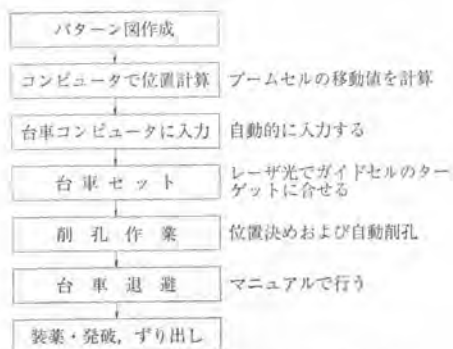 パターン図作成
コンピュータで位置計算 ブームセルの移動値を計算
台車コンピュータに入力 自動的に入力する
台車セット レーザ光でガイドセルのター
ゲットに合せる
削孔作業 位置決めおよび自動削孔
台車退避 マニュアルで行う
装薬・発破,ずり出し